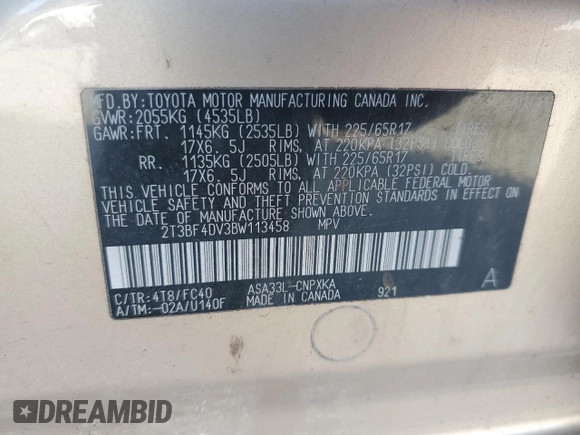 MFD. BY: TOYOTA MOTOR MANUFACTURING CANADA INC.
GVWR: 2055KG (4535LB)
GAWR: FRT. 1145KG (2535LB) WITH 225/65R17 TIRES,
17X6. 5J RIMS, AT 220KPA (32PSI) COLD.
RR. 1135KG (2505LB) WITH 225/65R17 TIRES,
17X6. 5J RIMS, AT 220KPA (32PSI) COLD.
THIS VEHICLE CONFORMS TO ALL APPLICABLE FEDERAL MOTOR
VEHICLE SAFETY AND THEFT PREVENTION STANDARDS IN EFFECT ON
THE DATE OF MANUFACTURE SHOWN ABOVE.
2T3BF4DV3BW113458 MPV
C/TR: 4T8/FC40 ASA33L-CNPXKA A
A/TM: -02A/U140F MADE IN CANADA 921
DREAMBID